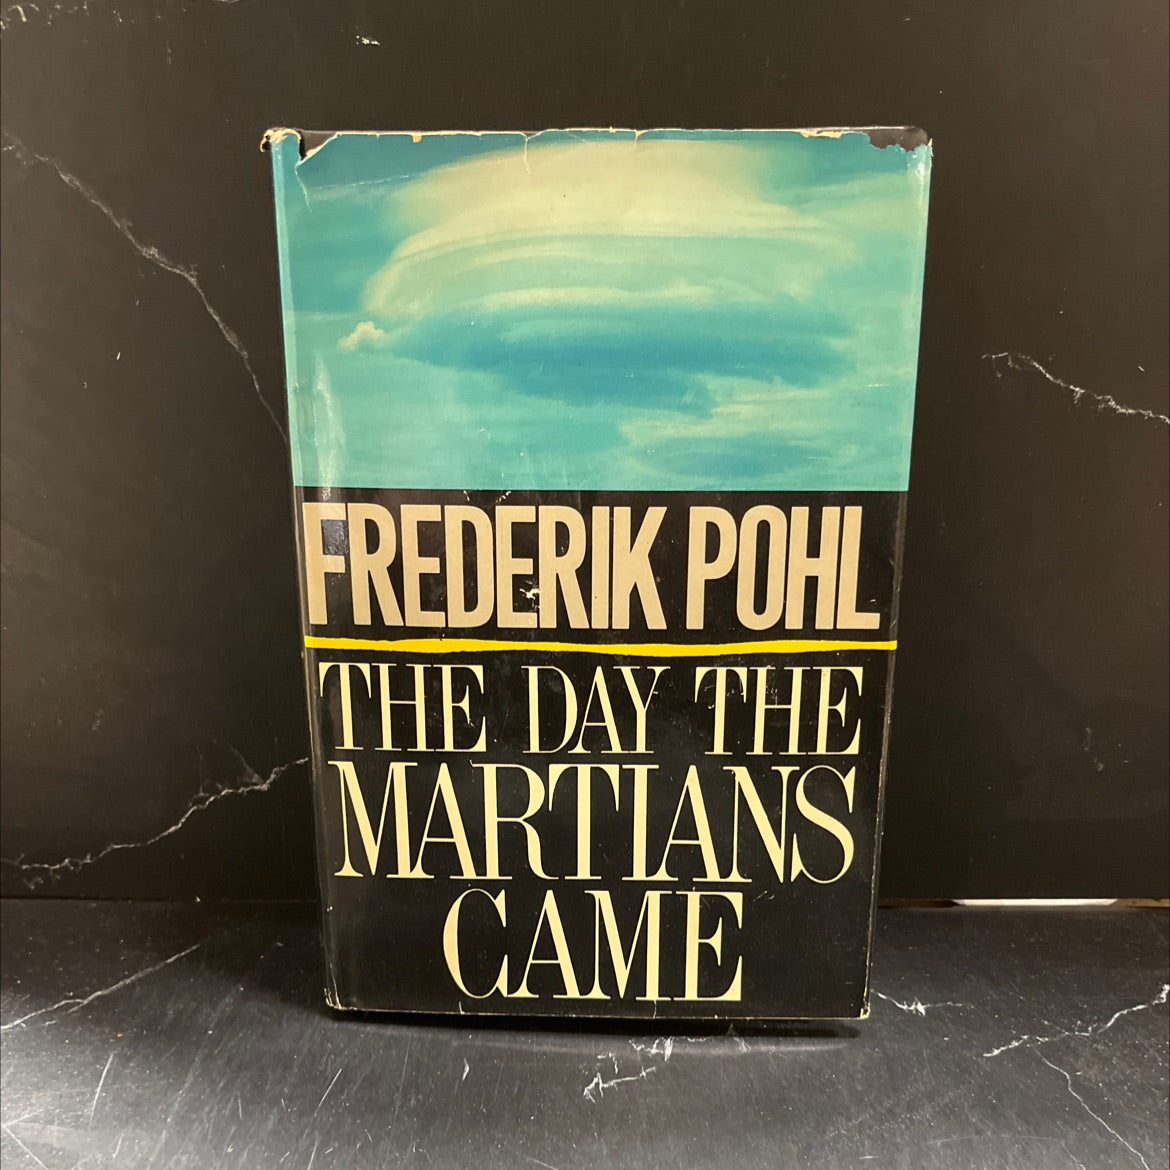 FREDERIK POHL
THE DAY THE
MARTIANS
CAME